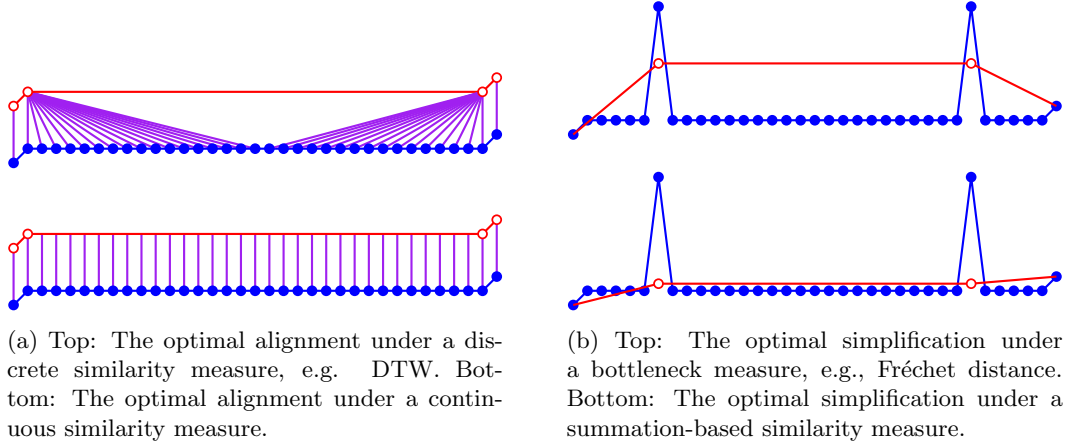 (a) Top: The optimal alignment under a dis-
crete similarity measure, e.g. DTW. Bot-
tom: The optimal alignment under a contin-
uous similarity measure.
(b) Top: The optimal simplification under
a bottleneck measure, e.g., Fréchet distance.
Bottom: The optimal simplification under a
summation-based similarity measure.